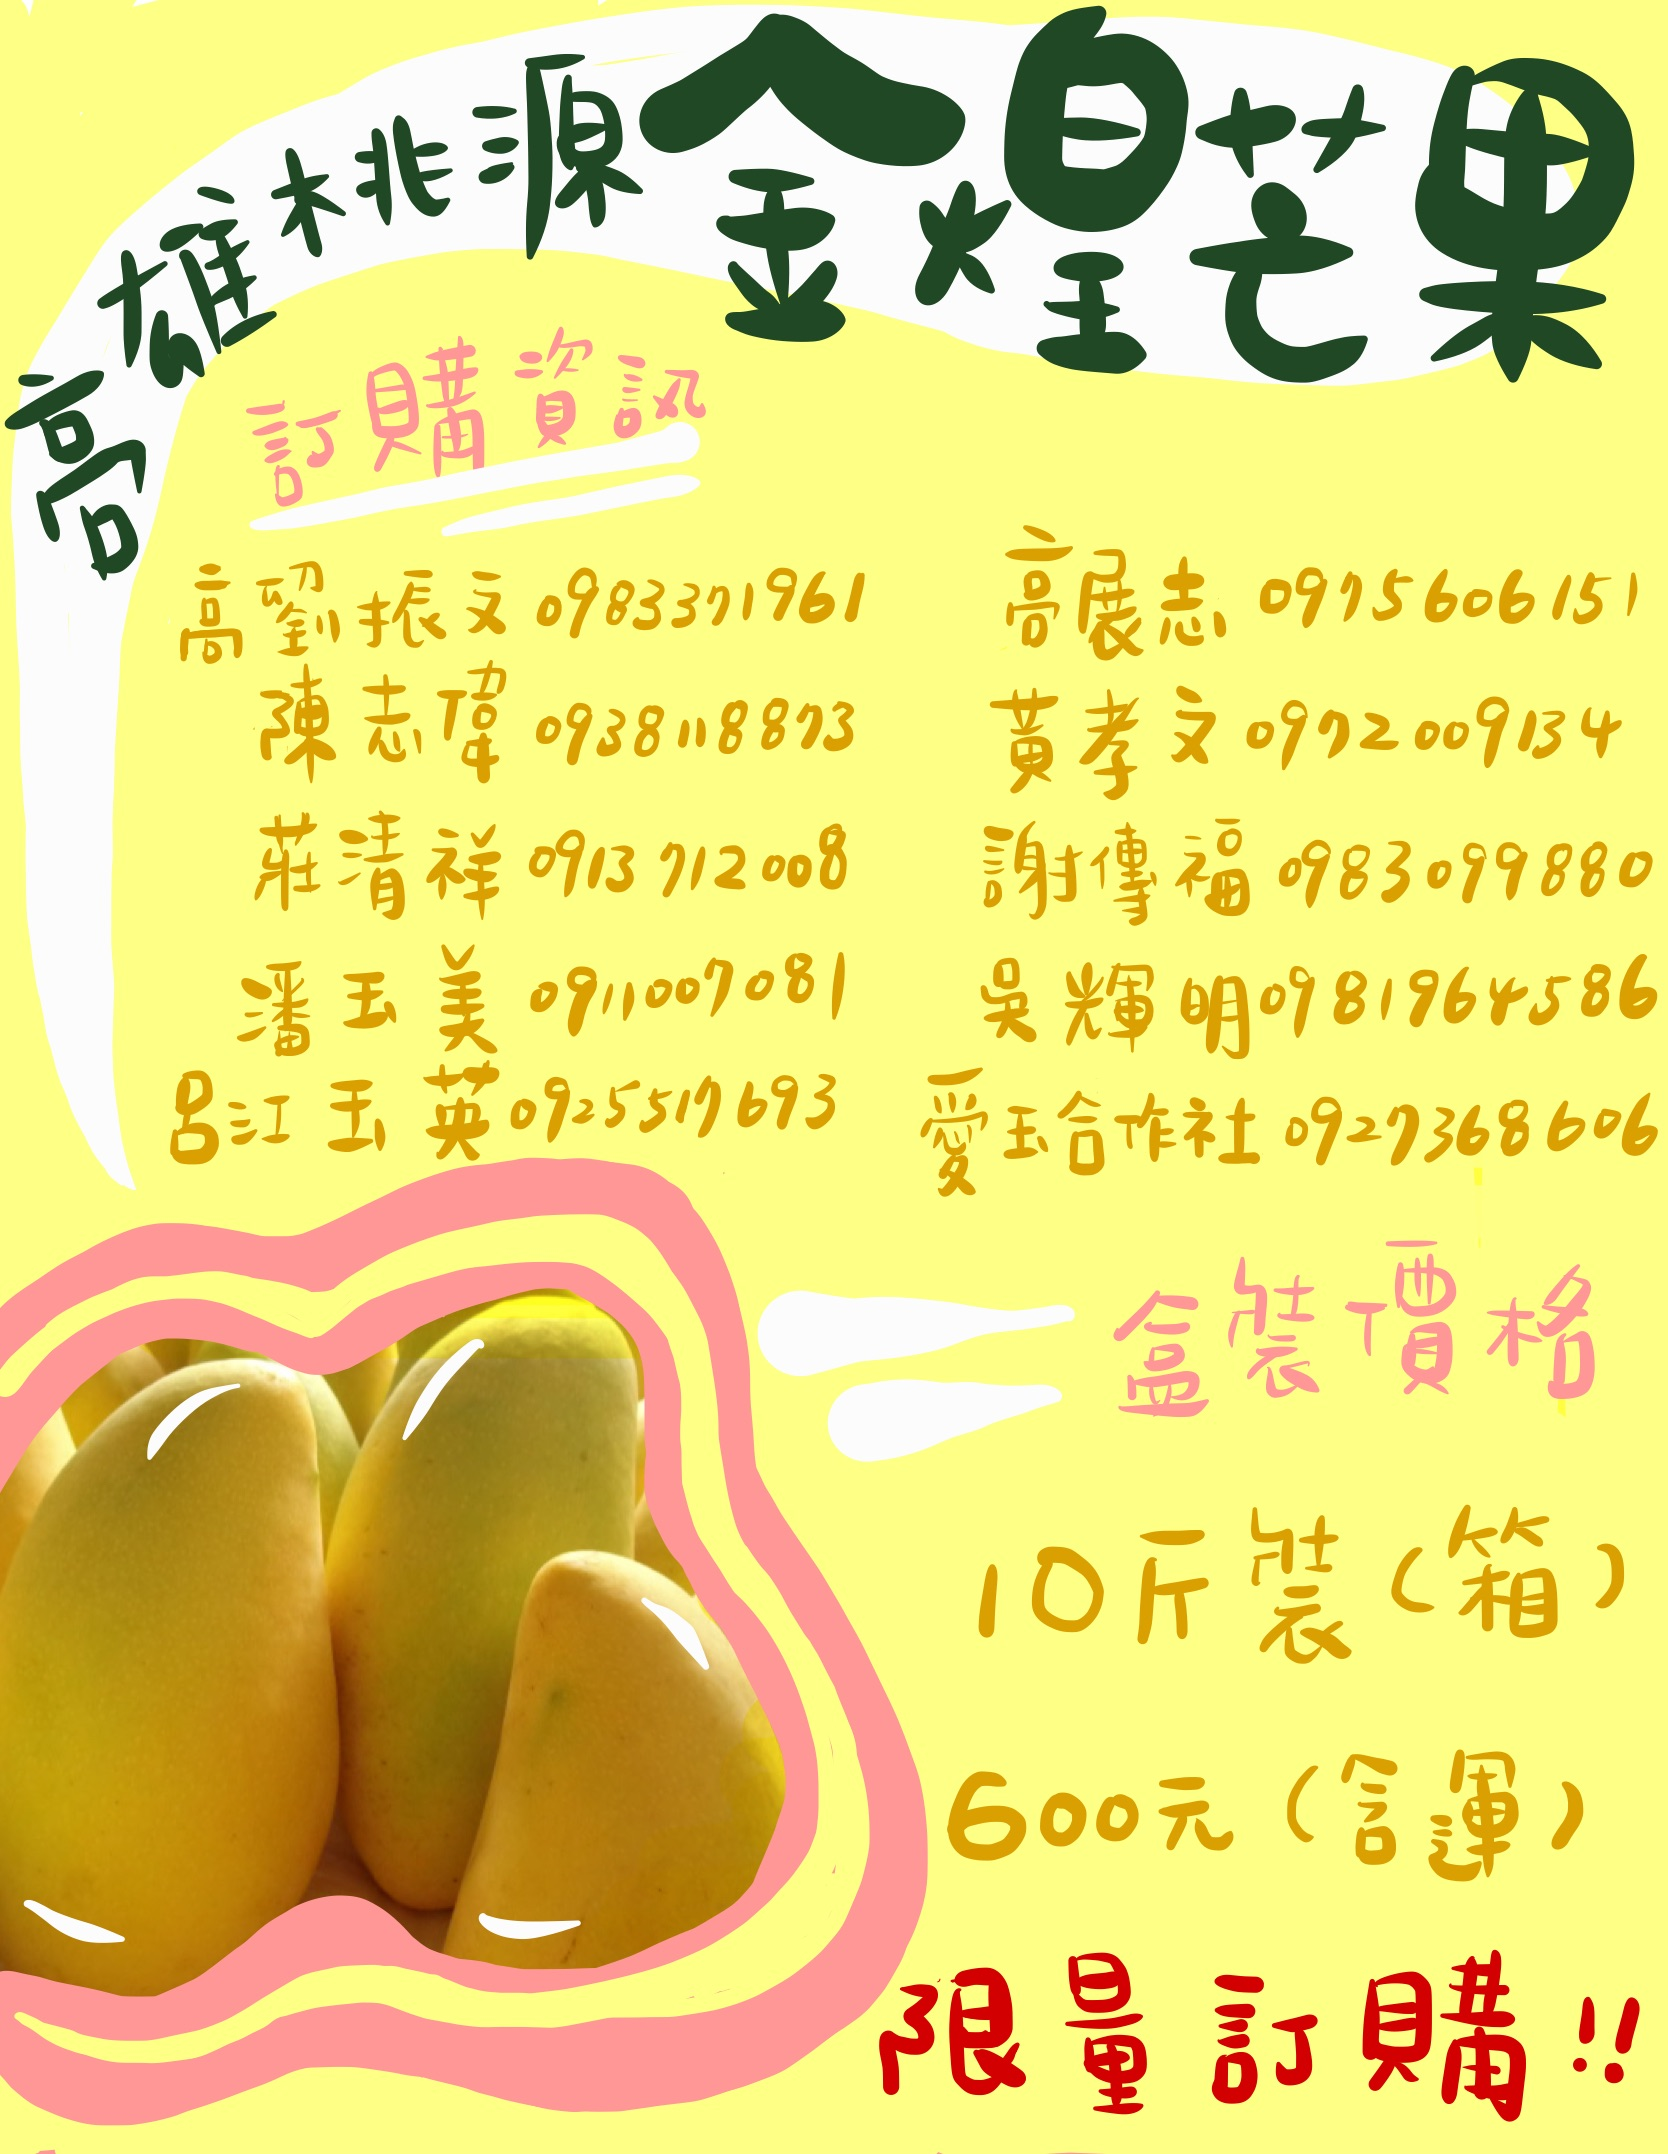 高雄桃源金煌芒果
訂購資訊
高劉振文 0983371961
陳志偉 0938118873
莊清祥 0913712008
潘玉美 0911007081
呂江玉英 0925517693
高展志 0975606151
黃孝文 0972009134
謝傳福 0983099880
吳輝明 0981964586
愛玉合作社 0927368606
盒裝價格
10斤裝(箱)
600元(含運)
限量訂購!!